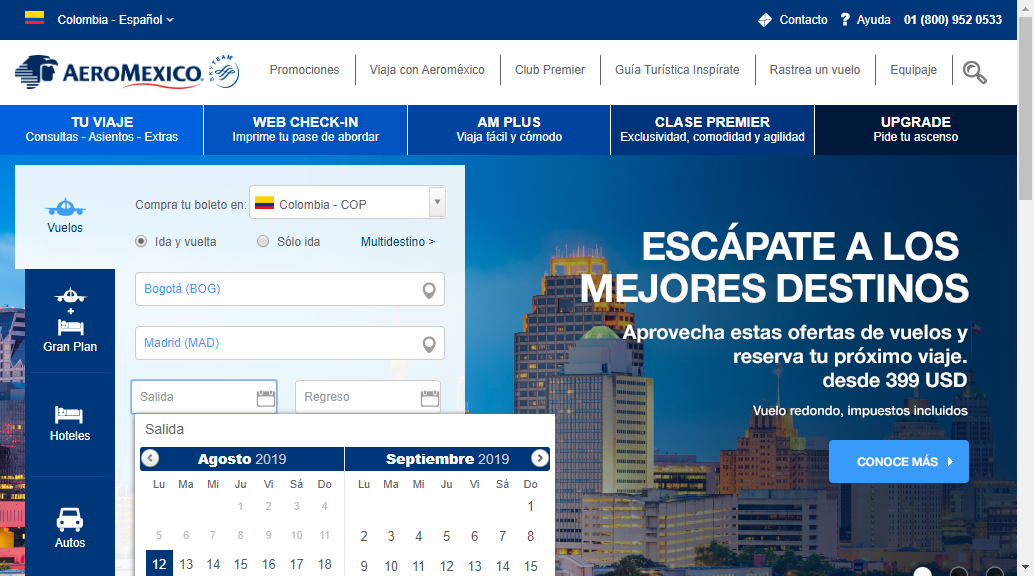 Colombia - Español
Contacto
Ayuda
01 (800) 952 0533
AEROMEXICO.
SKYTEAM
Promociones
Viaja con Aeroméxico
Club Premier
Guía Turística Inspírate
Rastrea un vuelo
Equipaje
TU VIAJE
Consultas - Asientos - Extras
WEB CHECK-IN
Imprime tu pase de abordar
AM PLUS
Viaja fácil y cómodo
CLASE PREMIER
Exclusividad, comodidad y agilidad
UPGRADE
Pide tu ascenso
Vuelos
+
Gran Plan
Hoteles
Autos
Compra tu boleto en:
Colombia - COP
Ida y vuelta
Sólo ida
Multidestino >
Bogotá (BOG)
Madrid (MAD)
Salida
Regreso
Salida
Agosto 2019
Lu Ma Mi Ju Vi Sá Do
1 2 3 4
5 6 7 8 9 10 11
12 13 14 15 16 17 18
Septiembre 2019
Lu Ma Mi Ju Vi Sá Do
1
2 3 4 5 6 7 8
9 10 11 12 13 14 15
ESCÁPATE A LOS
MEJORES DESTINOS
Aprovecha estas ofertas de vuelos y
reserva tu próximo viaje.
desde 399 USD
Vuelo redondo, impuestos incluidos
CONOCE MÁS